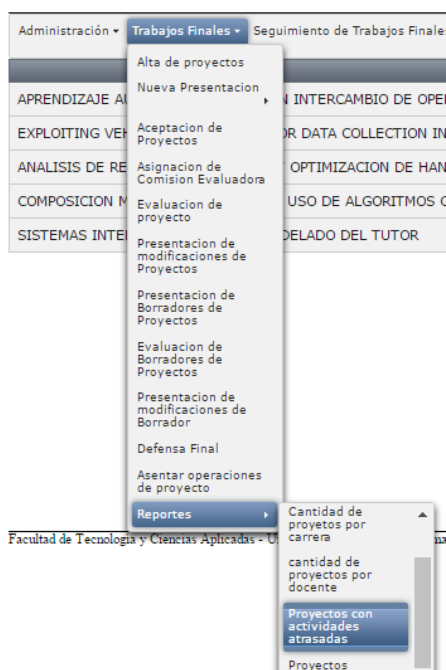 Administración Trabajos Finales Seguimiento de Trabajos Finale
Alta de proyectos
Nueva Presentacion
APRENDIZAJE AU N INTERCAMBIO DE OPE
Aceptacion de
Proyectos
EXPLOITING VEH OR DATA COLLECTION IN
ANALISIS DE RE Y OPTIMIZACION DE HAN
Asignacion de
Comision Evaluadora
COMPOSICION M USO DE ALGORITMOS G
Evaluacion de
proyecto
SISTEMAS INTE DELADO DEL TUTOR
Presentacion de
modificaciones de
Proyectos
Presentacion de
Borradores de
Proyectos
Evaluacion de
Borradores de
Proyectos
Presentacion de
modificaciones de
Borrador
Defensa Final
Asentar operaciones
de proyecto
Reportes
Cantidad de
proyetos por
carrera
Facultad de Tecnología y Ciencias Aplicadas - U
cantidad de
proyectos por
docente
Proyectos con
actividades
atrasadas
Proyectos